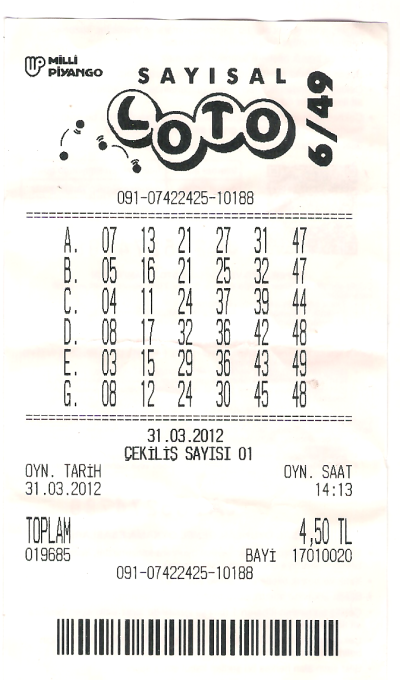 MİLLİ
PİYANGO
SAYISAL
LOTO
6/49
091-07422425-10188
A. 07 13 21 27 31 47
B. 05 16 21 25 32 47
C. 04 11 24 37 39 44
D. 08 17 32 36 42 48
E. 03 15 29 36 43 49
G. 08 12 24 30 45 48
31.03.2012
ÇEKİLİŞ SAYISI 01
OYN. TARİH OYN. SAAT
31.03.2012 14:13
TOPLAM 4,50 TL
019685 BAYİ 17010020
091-07422425-10188